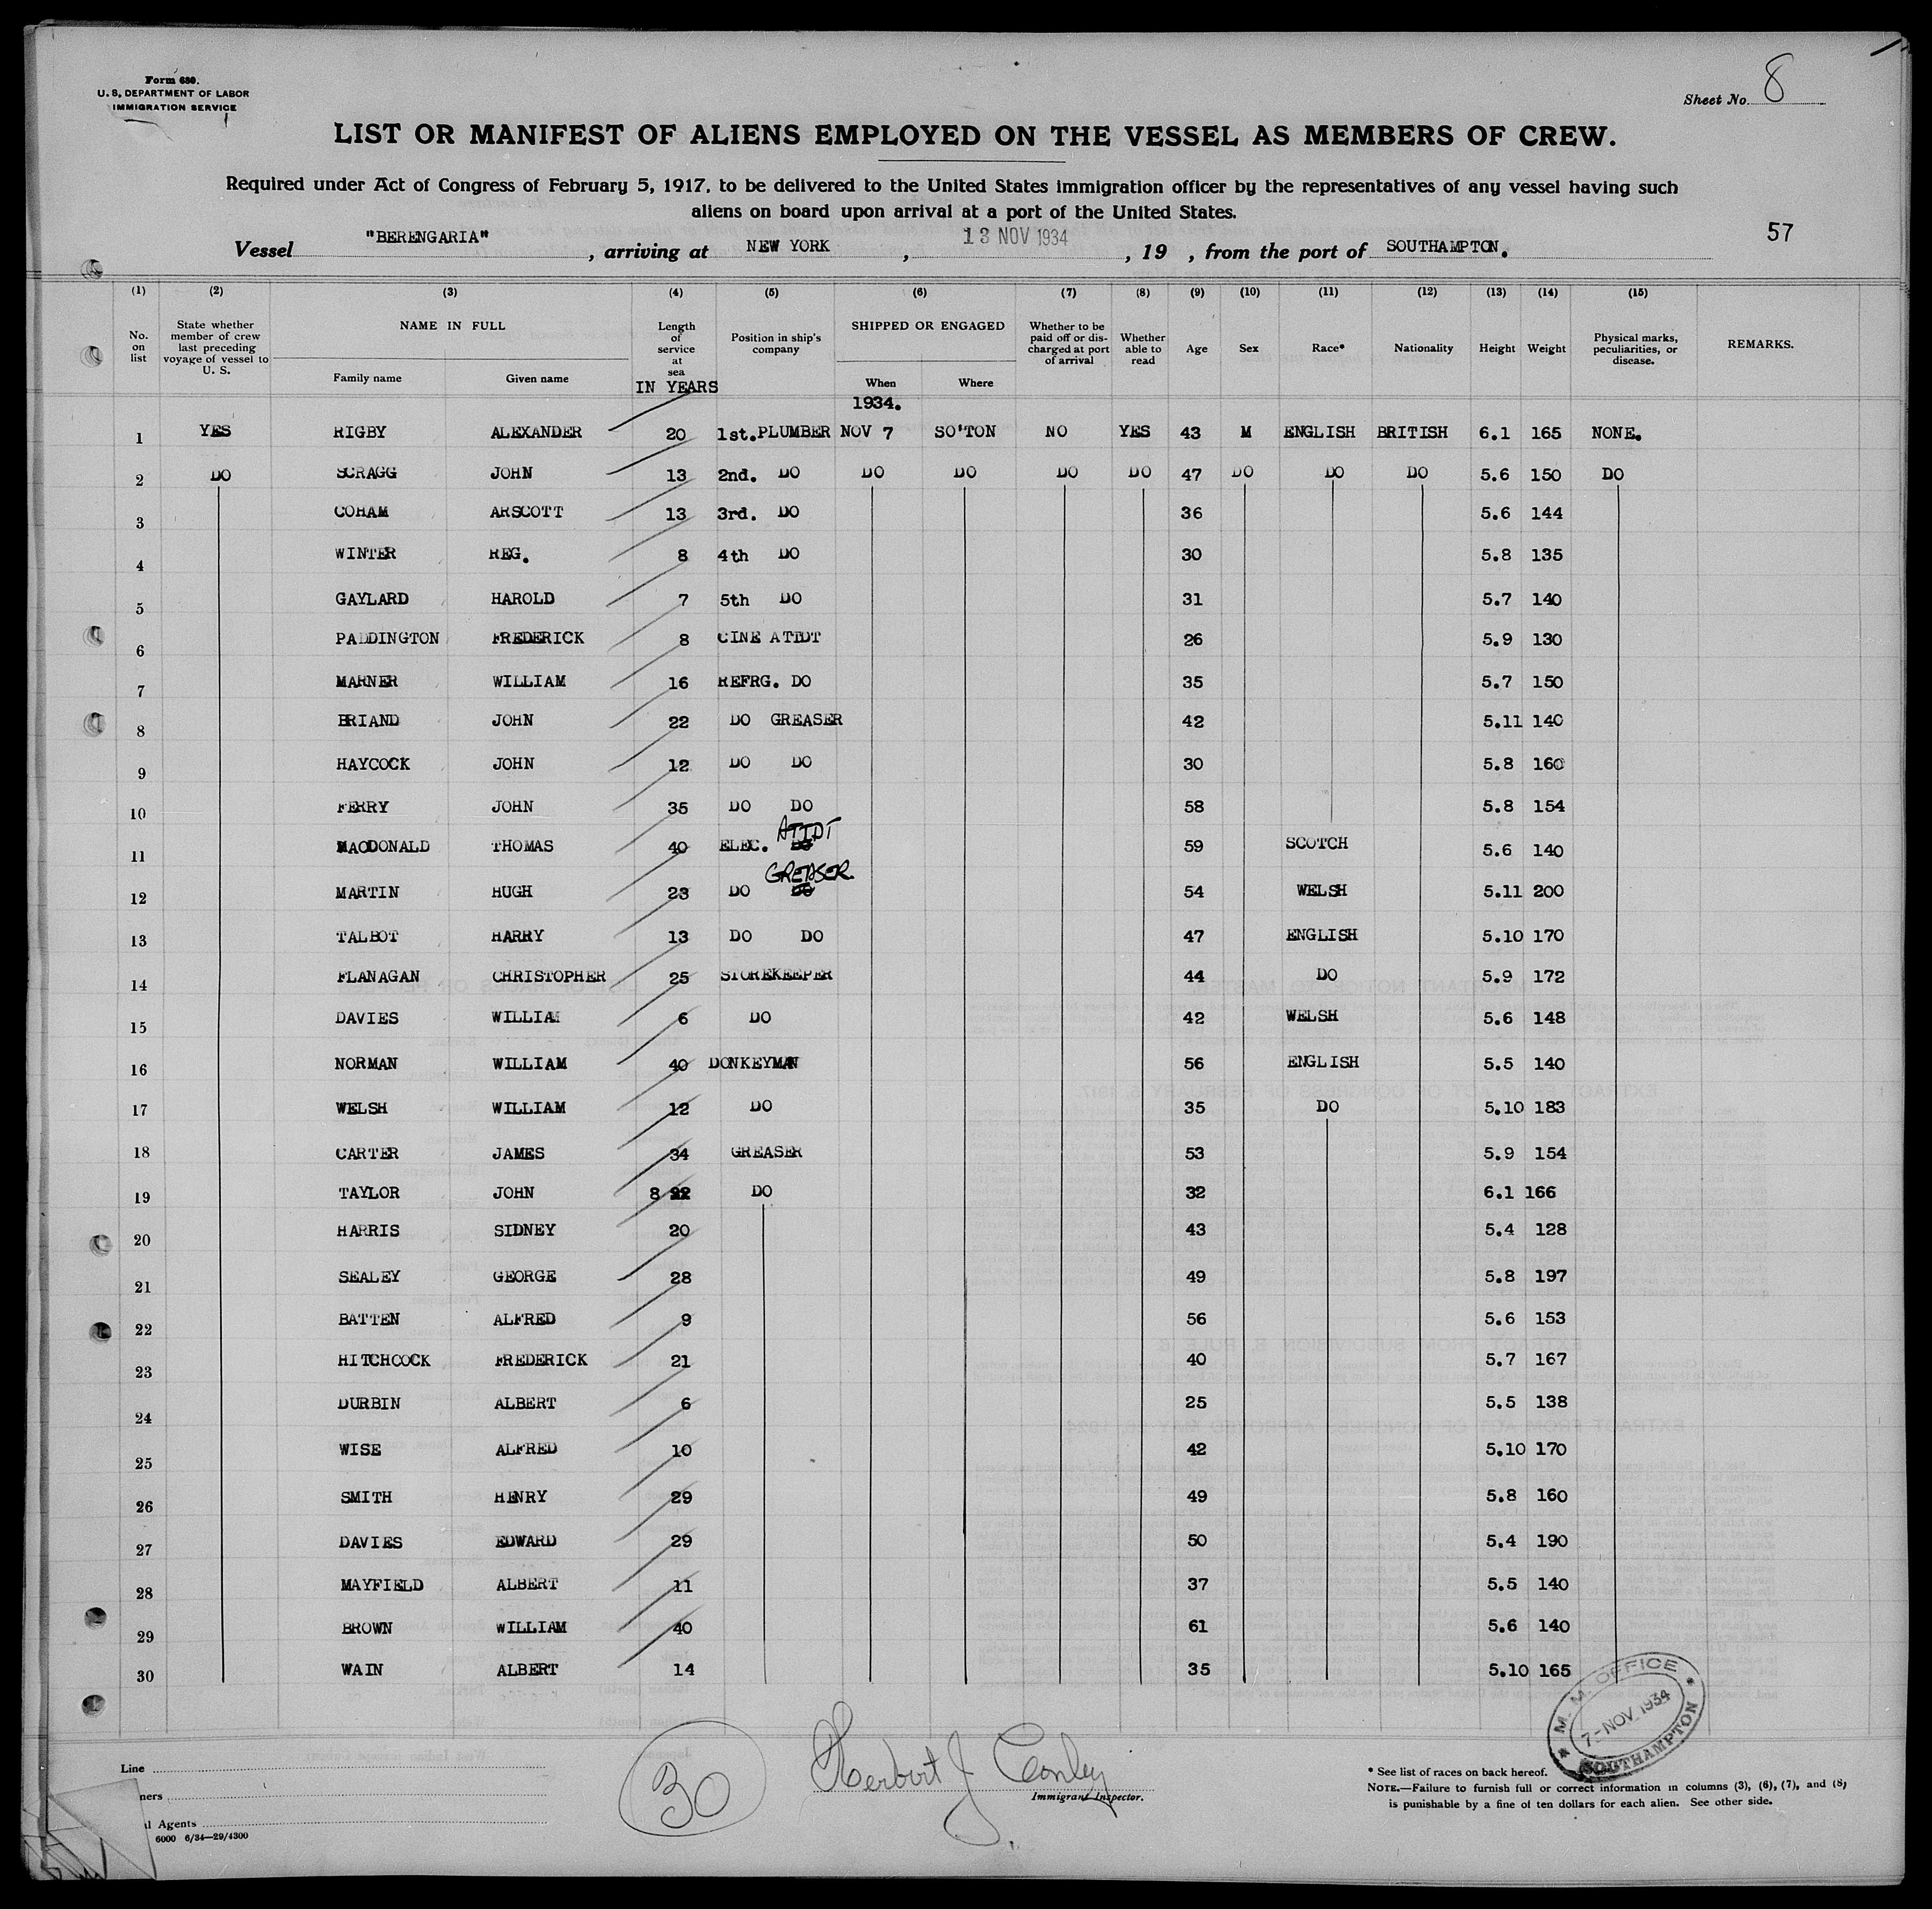 Form 680.
U. S. DEPARTMENT OF LABOR
IMMIGRATION SERVICE
Sheet No. 8
LIST OR MANIFEST OF ALIENS EMPLOYED ON THE VESSEL AS MEMBERS OF CREW.
Required under Act of Congress of February 5, 1917, to be delivered to the United States immigration officer by the representatives of any vessel having such
aliens on board upon arrival at a port of the United States.
57
Vessel "BERENGARIA", arriving at NEW YORK, 13 NOV 1934, 19 , from the port of SOUTHAMPTON.
(1) (2) (3) (4) (5) (6) (7) (8) (9) (10) (11) (12) (13) (14) (15)
No. on list State whether member of crew last preceding voyage of vessel to U. S. NAME IN FULL Family name Given name Length of service at sea IN YEARS Position in ship's company SHIPPED OR ENGAGED When 1934. Where Whether to be paid off or discharged at port of arrival Whether able to read Age Sex Race* Nationality Height Weight Physical marks, peculiarities, or disease. REMARKS.
1 YES RIGBY ALEXANDER 20 1st. PLUMBER NOV 7 SO'TON NO YES 43 M ENGLISH BRITISH 6.1 165 NONE.
2 DO SCRAGG JOHN 13 2nd. DO DO DO DO DO 47 DO DO DO 5.6 150 DO
3 COHAM ARSCOTT 13 3rd. DO 36 5.6 144
4 WINTER REG. 8 4th DO 30 5.8 135
5 GAYLARD HAROLD 7 5th DO 31 5.7 140
6 PADDINGTON FREDERICK 8 CINE ATTDT 26 5.9 130
7 MARNER WILLIAM 16 REFRG. DO 35 5.7 150
8 BRIAND JOHN 22 DO GREASER 42 5.11 140
9 HAYCOCK JOHN 12 DO DO 30 5.8 160
10 FERRY JOHN 35 DO DO 58 5.8 154
11 MACDONALD THOMAS 40 ELEC. ATTDT 59 SCOTCH 5.6 140
12 MARTIN HUGH 23 DO GREASER 54 WELSH 5.11 200
13 TALBOT HARRY 13 DO DO 47 ENGLISH 5.10 170
14 FLANAGAN CHRISTOPHER 25 STOREKEEPER 44 DO 5.9 172
15 DAVIES WILLIAM 6 DO 42 WELSH 5.6 148
16 NORMAN WILLIAM 40 DONKEYMAN 56 ENGLISH 5.5 140
17 WELSH WILLIAM 12 DO 35 DO 5.10 183
18 CARTER JAMES 34 GREASER 53 5.9 154
19 TAYLOR JOHN 8 22 DO 32 6.1 166
20 HARRIS SIDNEY 20 43 5.4 128
21 SEALEY GEORGE 28 49 5.8 197
22 BATTEN ALFRED 9 56 5.6 153
23 HITCHCOCK FREDERICK 21 40 5.7 167
24 DURBIN ALBERT 6 25 5.5 138
25 WISE ALFRED 10 42 5.10 170
26 SMITH HENRY 29 49 5.8 160
27 DAVIES EDWARD 29 50 5.4 190
28 MAYFIELD ALBERT 11 37 5.5 140
29 BROWN WILLIAM 40 61 5.6 140
30 WAIN ALBERT 14 35 5.10 165
M. M. OFFICE
7-NOV 1934
SOUTHAMPTON
Line
30
Herbert J. Conley
Immigrant Inspector.
* See list of races on back hereof.
NOTE.—Failure to furnish full or correct information in columns (3), (6), (7), and (8)
is punishable by a fine of ten dollars for each alien. See other side.
ners
l Agents
6000 6/34—29/4300